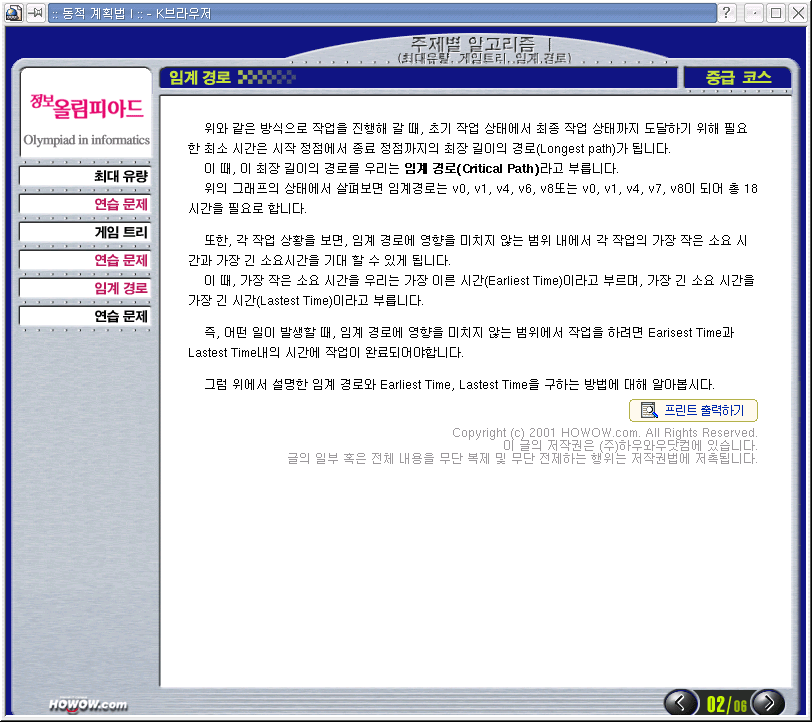 :: 동적 계획법 I :: - K브라우저
주제별 알고리즘 I
(최대유량, 게임트리, 임계 경로)
임계 경로
중급 코스
정보올림피아드
Olympiad in informatics
최대 유량
연습 문제
게임 트리
연습 문제
임계 경로
연습 문제
위와 같은 방식으로 작업을 진행해 갈 때, 초기 작업 상태에서 최종 작업 상태까지 도달하기 위해 필요
한 최소 시간은 시작 정점에서 종료 정점까지의 최장 길이의 경로(Longest path)가 됩니다.
이 때, 이 최장 길이의 경로를 우리는 임계 경로(Critical Path)라고 부릅니다.
위의 그래프의 상태에서 살펴보면 임계경로는 v0, v1, v4, v6, v8또는 v0, v1, v4, v7, v8이 되어 총 18
시간을 필요로 합니다.
또한, 각 작업 상황을 보면, 임계 경로에 영향을 미치지 않는 범위 내에서 각 작업의 가장 작은 소요 시
간과 가장 긴 소요시간을 기대 할 수 있게 됩니다.
이 때, 가장 작은 소요 시간을 우리는 가장 이른 시간(Earliest Time)이라고 부르며, 가장 긴 소요 시간을
가장 긴 시간(Lastest Time)이라고 부릅니다.
즉, 어떤 일이 발생할 때, 임계 경로에 영향을 미치지 않는 범위에서 작업을 하려면 Earisest Time과
Lastest Time내의 시간에 작업이 완료되어야합니다.
그럼 위에서 설명한 임계 경로와 Earliest Time, Lastest Time을 구하는 방법에 대해 알아봅시다.
프린트 출력하기
Copyright (c) 2001 HOWOW.com. All Rights Reserved.
이 글의 저작권은 (주)하우와우닷컴에 있습니다.
글의 일부 혹은 전체 내용을 무단 복제 및 무단 전제하는 행위는 저작권법에 저촉됩니다.
HOWOW.com
02/06